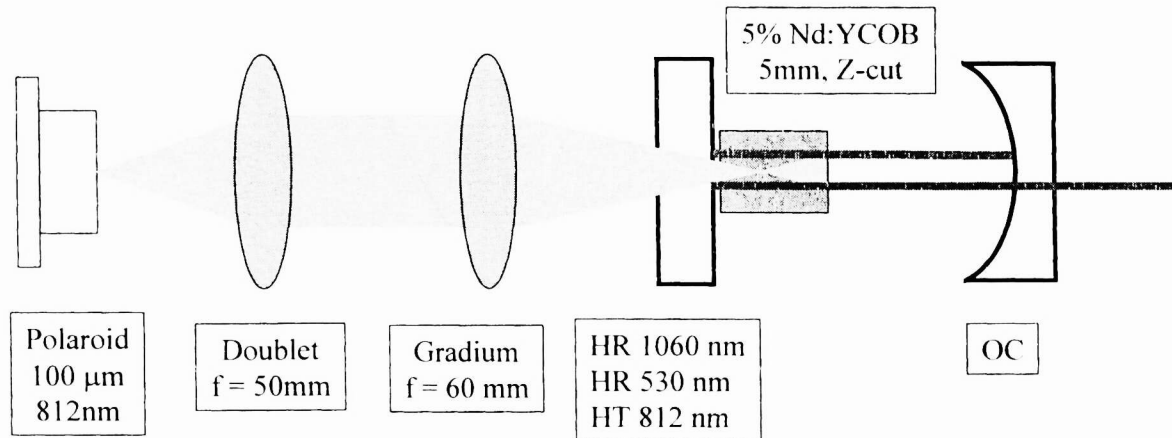 5% Nd:YCOB
5mm, Z-cut
Polaroid
100 μm
812nm
Doublet
f = 50mm
Gradium
f = 60 mm
HR 1060 nm
HR 530 nm
HT 812 nm
OC